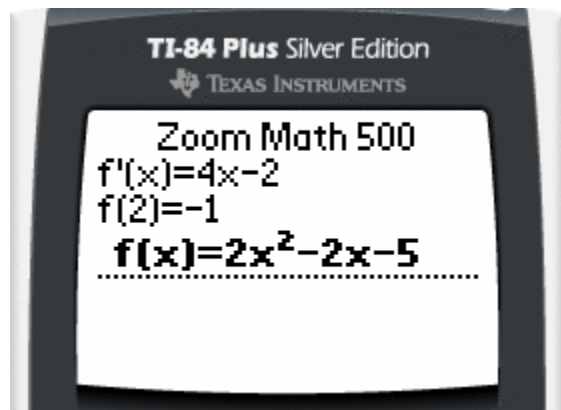 TI-84 Plus Silver Edition
TEXAS INSTRUMENTS
Zoom Math 500
f'(x)=4x-2
f(2)=-1
f(x)=2x²-2x-5